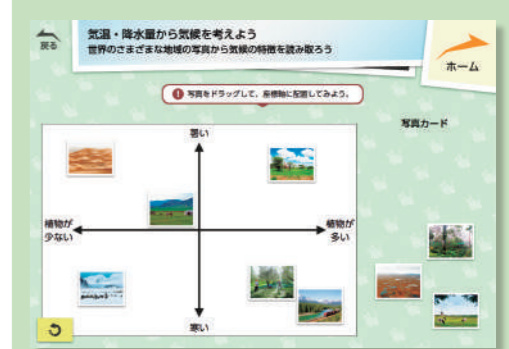 戻る
気温・降水量から気候を考えよう
世界のさまざまな地域の写真から気候の特徴を読み取ろう
ホーム
写真をドラッグして、座標軸に配置してみよう。
写真カード
暑い
植物が
少ない
植物が
多い
寒い